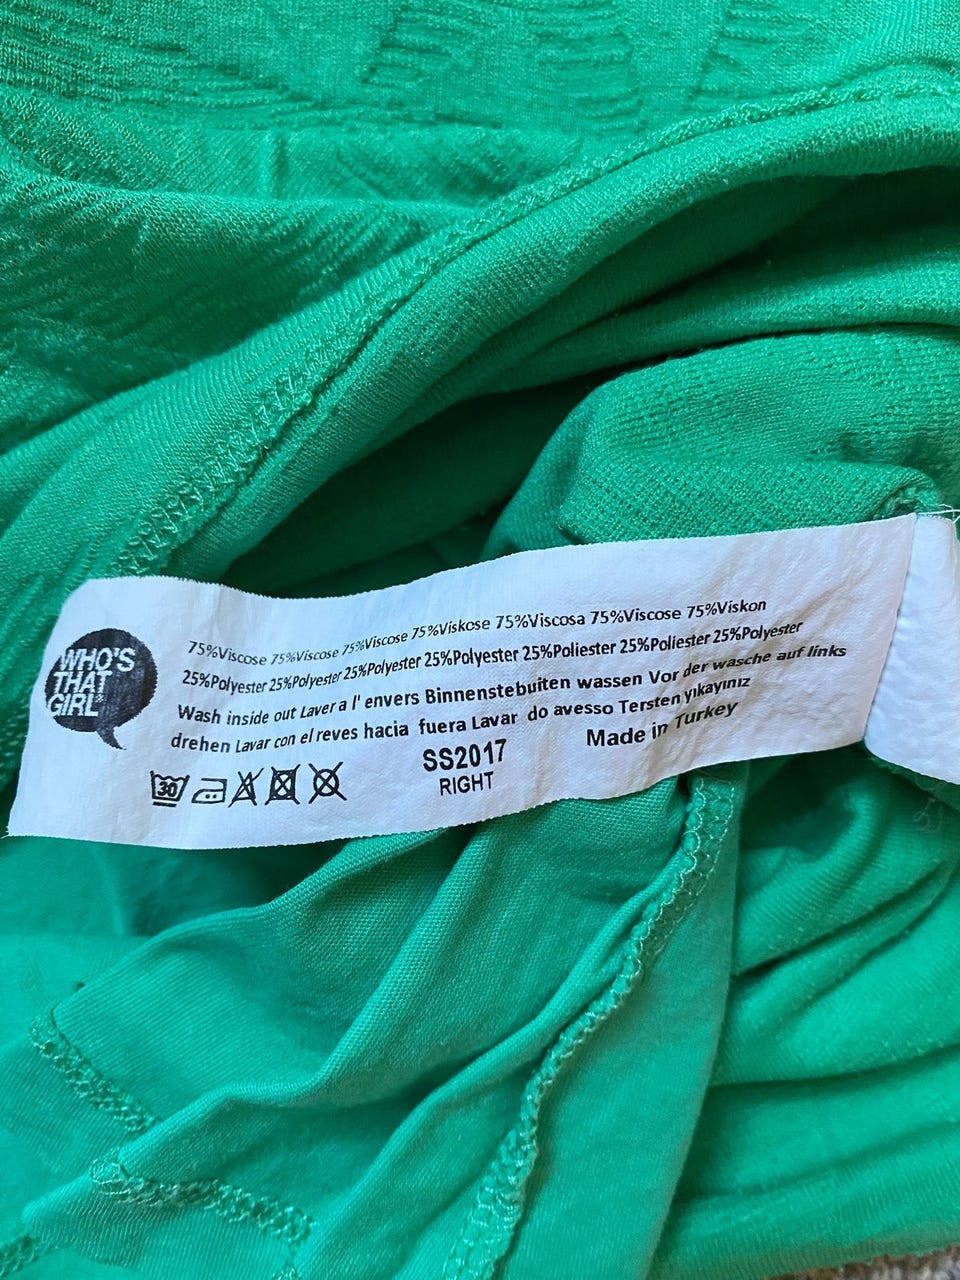 WHO'S
THAT
GIRL
75%Viscose 75%Viscose 75%Viscose 75%Viskose 75%Viscosa 75%Viscose 75%Viskon
25%Polyester 25%Polyester 25%Polyester 25%Polyester 25%Poliester 25%Poliester 25%Polyester
Wash inside out Laver a l' envers Binnenstebuiten wassen Vor der wasche auf links
drehen Lavar con el reves hacia fuera Lavar do avesso Tersten yıkayınız
30
SS2017
RIGHT
Made in Turkey